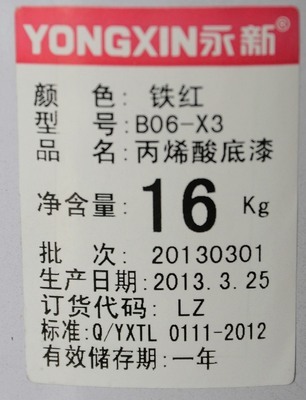 YONGXIN永新®
颜 色: 铁红
型 号: B06-X3
品 名: 丙烯酸底漆
净含量: 16 Kg
批 次: 20130301
生产日期: 2013.3.25
订货代码: LZ
标准: Q/YXTL 0111-2012
有效储存期: 一年